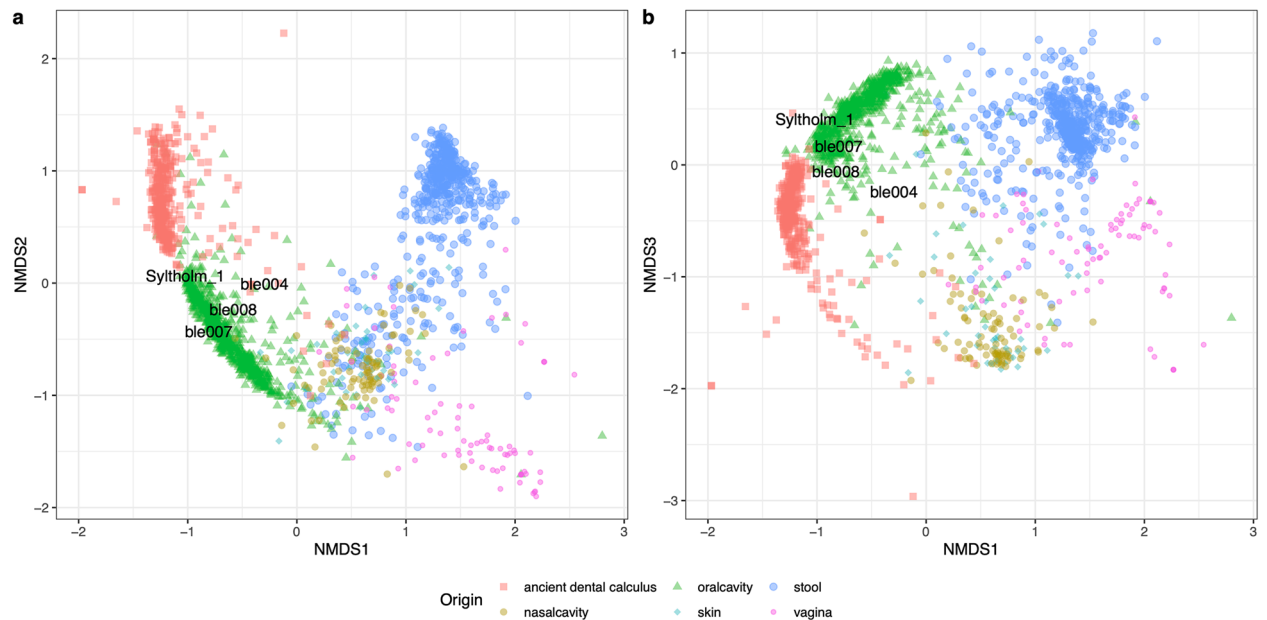 a
b
NMDS2
2
1
0
−1
−2
Syltholm_1
ble004
ble008
ble007
−2 −1 0 1 2 3
NMDS1
NMDS3
1
0
−1
−2
−3
Syltholm_1
ble007
ble008
ble004
−2 −1 0 1 2 3
NMDS1
Origin
ancient dental calculus oralcavity stool
nasalcavity skin vagina